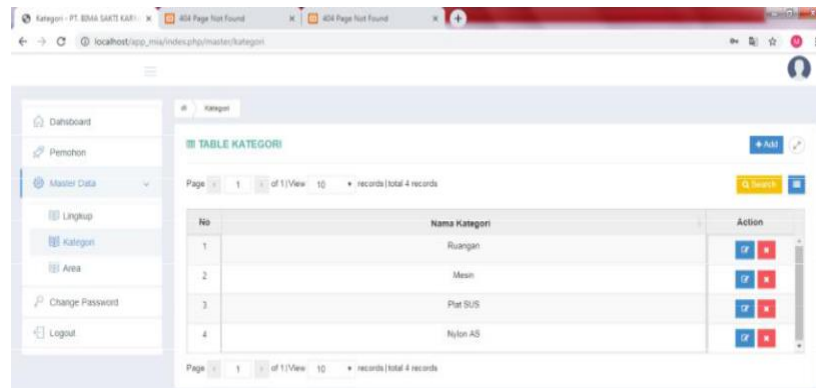 Kategori - PT. BIMA SAKTI KARY
404 Page Not Found
404 Page Not Found
localhost/app_mia/index.php/master/kategori
Kategori
Dahsboard
Pemohon
Master Data
Lingkup
Kategori
Area
Change Password
Logout
TABLE KATEGORI
+ Add
Page 1 of 1 | View 10 records | total 4 records
Search
No Nama Kategori Action
1 Ruangan
2 Mesin
3 Plat SUS
4 Nylon AS
Page 1 of 1 | View 10 records | total 4 records